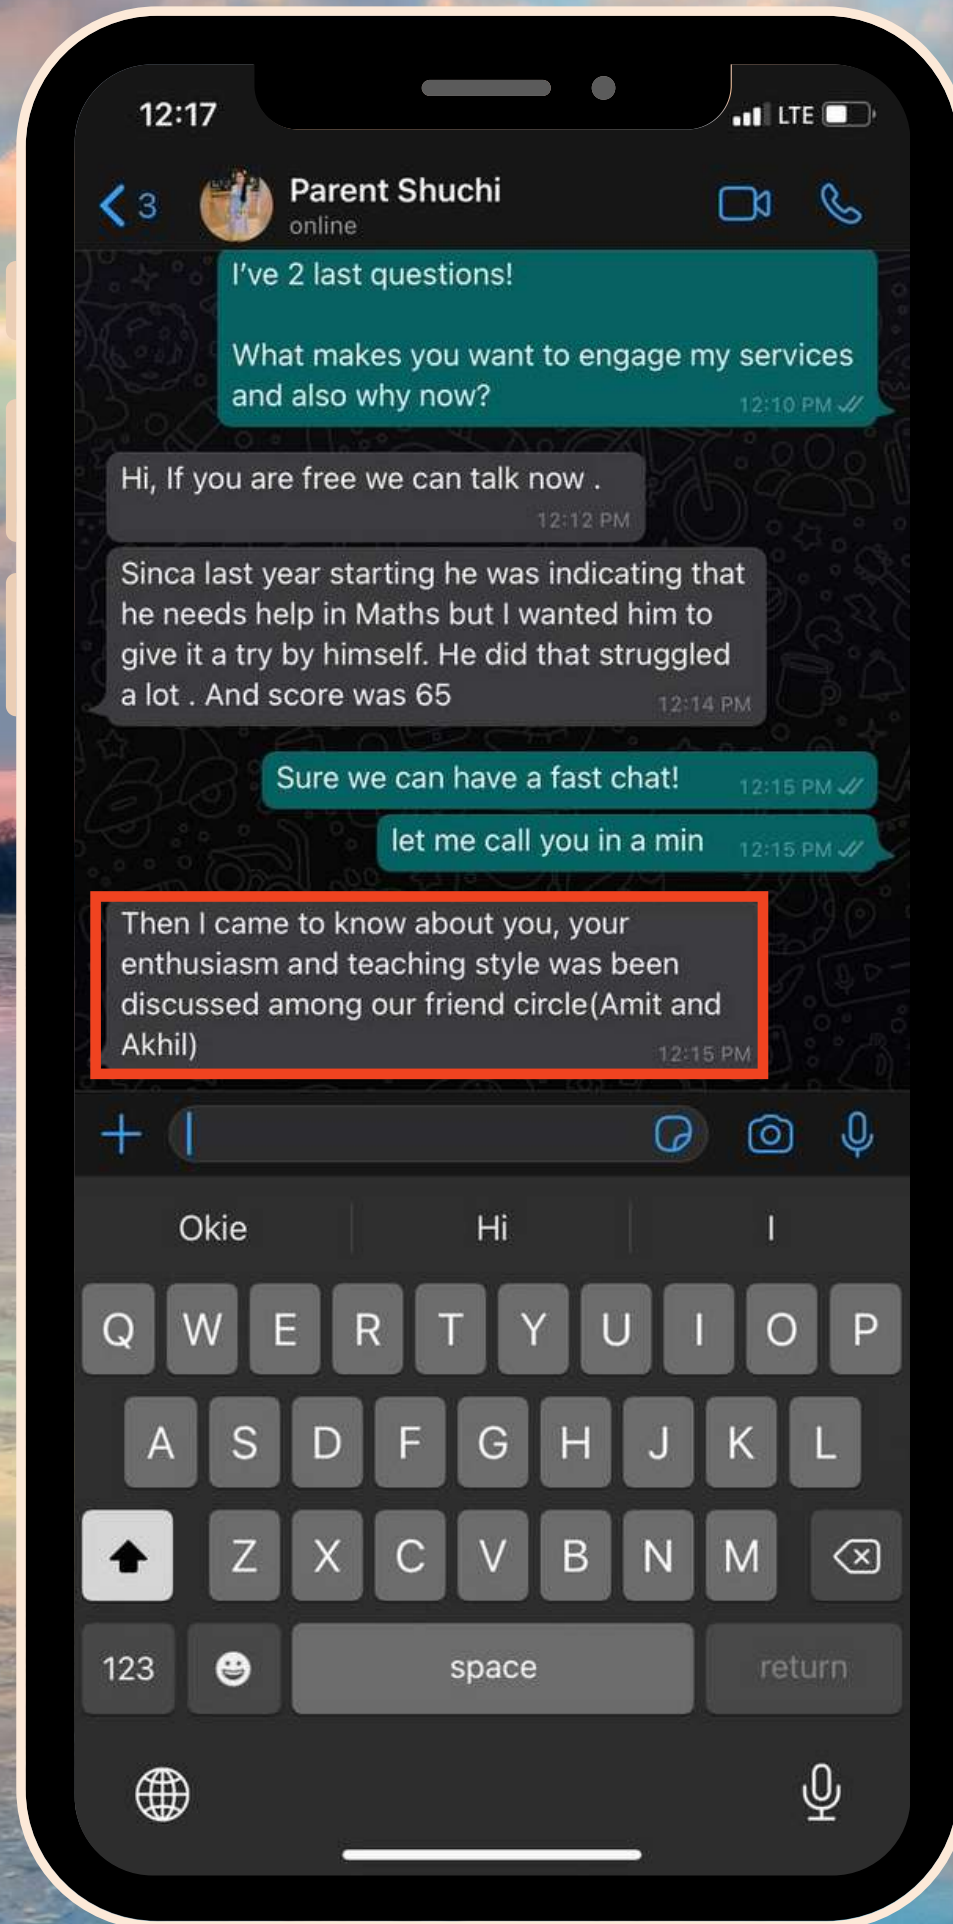 12:17
LTE
3
Parent Shuchi
online
I've 2 last questions!
What makes you want to engage my services
and also why now?
12:10 PM
Hi, If you are free we can talk now .
12:12 PM
Sinca last year starting he was indicating that
he needs help in Maths but I wanted him to
give it a try by himself. He did that struggled
a lot . And score was 65
12:14 PM
Sure we can have a fast chat!
12:15 PM
let me call you in a min
12:15 PM
Then I came to know about you, your
enthusiasm and teaching style was been
discussed among our friend circle(Amit and
Akhil)
12:15 PM
Okie
Hi
I
Q W E R T Y U I O P
A S D F G H J K L
Z X C V B N M
123
space
return